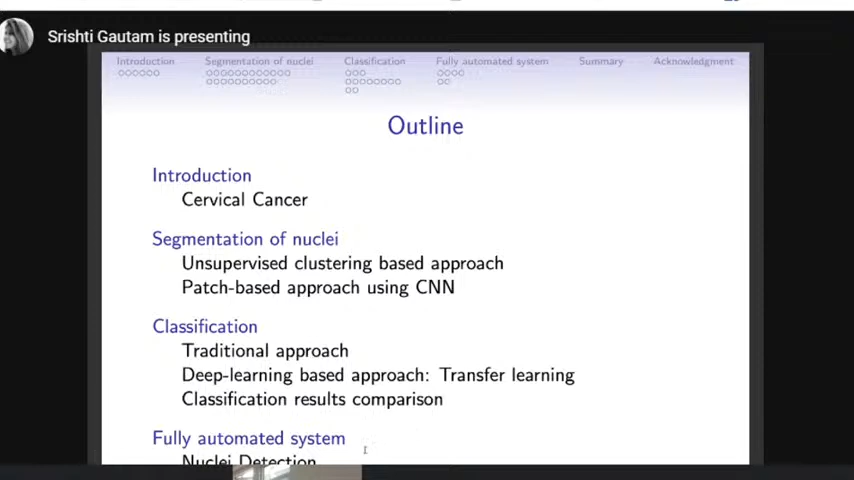 Srishti Gautam is presenting
Introduction Segmentation of nuclei Classification Fully automated system Summary Acknowledgment
Outline
Introduction
Cervical Cancer
Segmentation of nuclei
Unsupervised clustering based approach
Patch-based approach using CNN
Classification
Traditional approach
Deep-learning based approach: Transfer learning
Classification results comparison
Fully automated system
Nuclei Detection